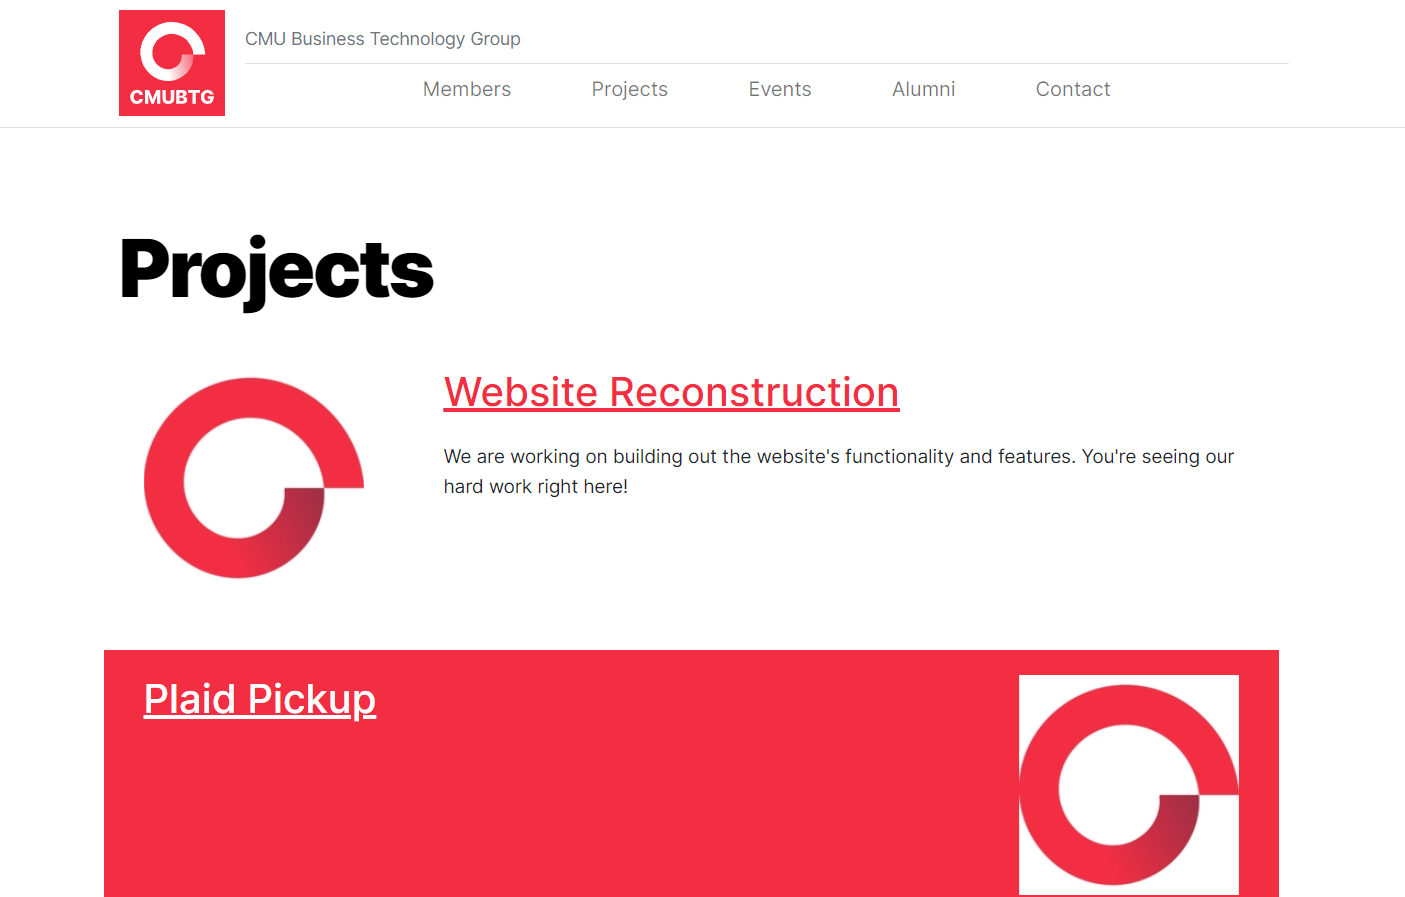 CMUBTG
CMU Business Technology Group
Members Projects Events Alumni Contact
Projects
Website Reconstruction
We are working on building out the website's functionality and features. You're seeing our
hard work right here!
Plaid Pickup